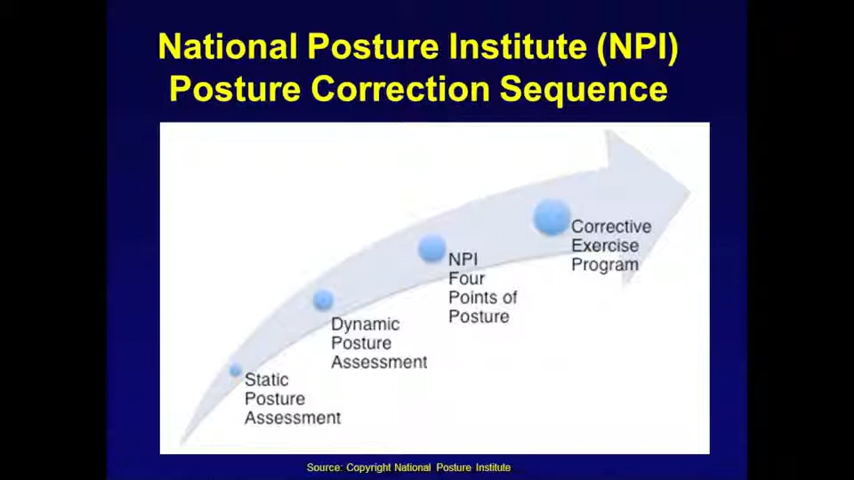 National Posture Institute (NPI)
Posture Correction Sequence
Static
Posture
Assessment
Dynamic
Posture
Assessment
NPI
Four
Points of
Posture
Corrective
Exercise
Program
Source: Copyright National Posture Institute